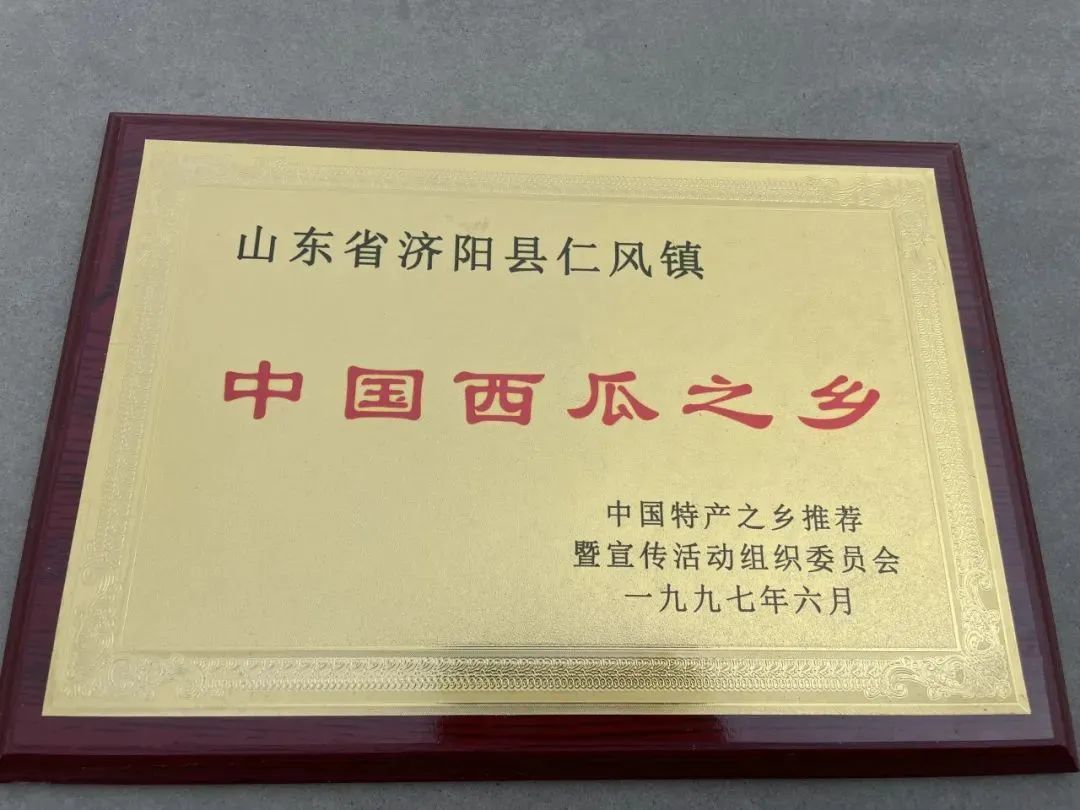 山东省济阳县仁风镇
中国西瓜之乡
中国特产之乡推荐
暨宣传活动组织委员会
一九九七年六月